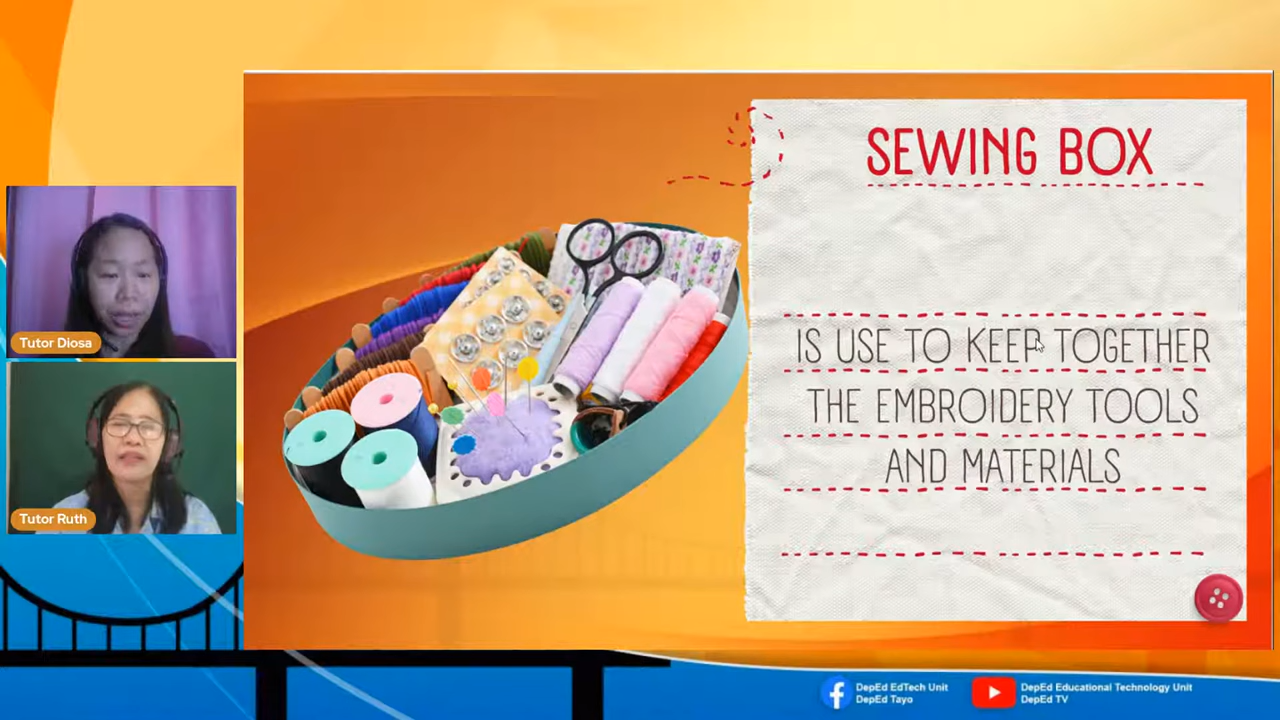 SEWING BOX
IS USE TO KEEP TOGETHER
THE EMBROIDERY TOOLS
AND MATERIALS
Tutor Diosa
Tutor Ruth
DepEd EdTech Unit
DepEd Tayo
DepEd Educational Technology Unit
DepEd TV